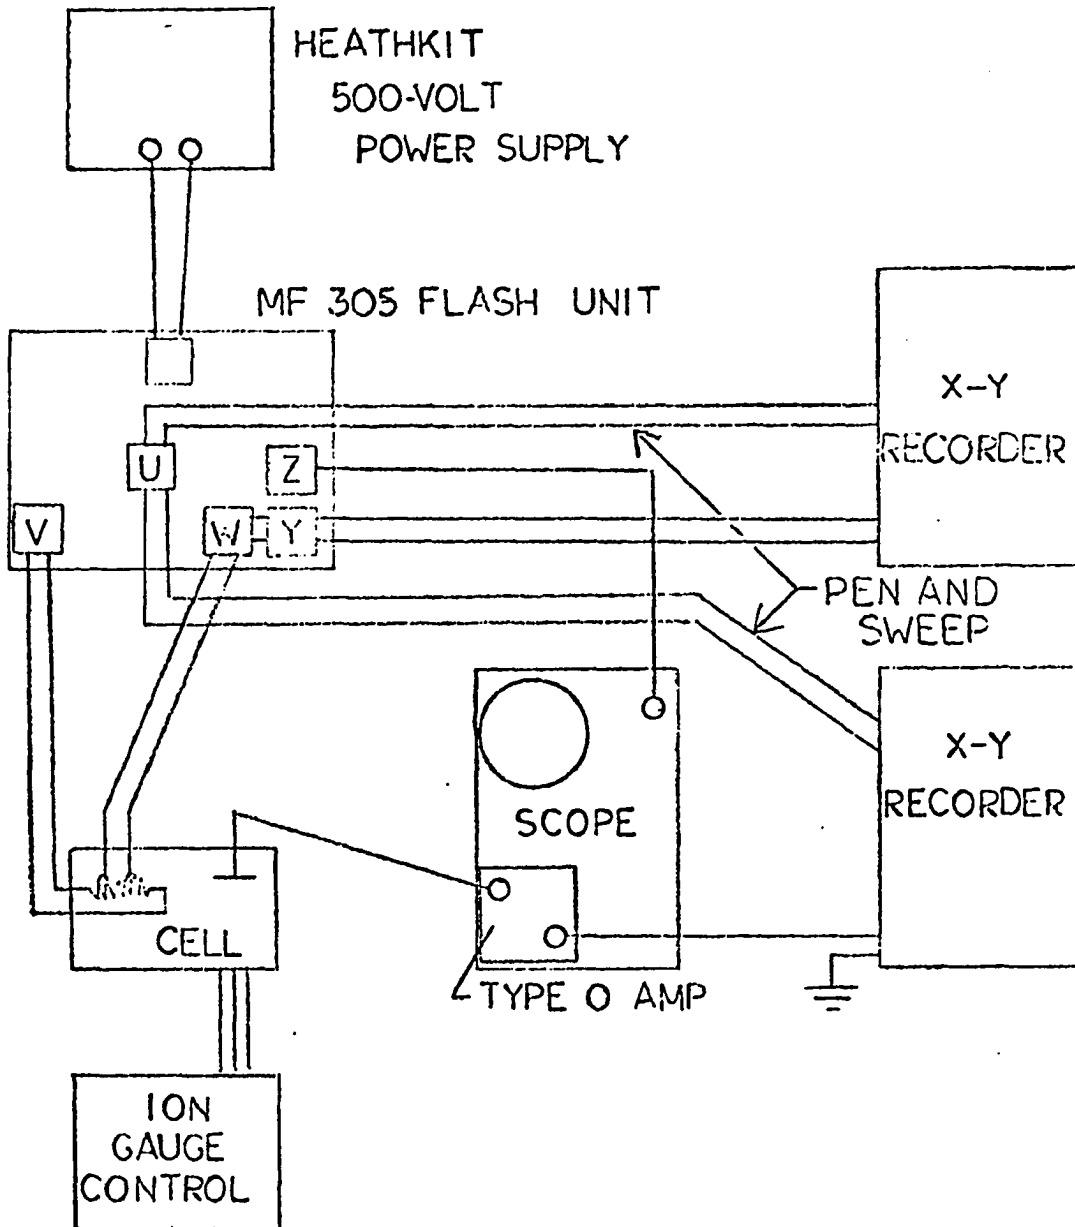 HEATHKIT
500-VOLT
POWER SUPPLY
MF 305 FLASH UNIT
X-Y
RECORDER
U
Z
V
W
Y
PEN AND
SWEEP
X-Y
RECORDER
SCOPE
CELL
TYPE O AMP
ION
GAUGE
CONTROL